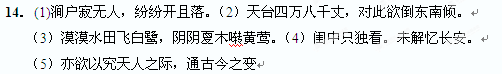 14. (1)涧户寂无人，纷纷开且落。（2）天台四万八千丈，对此欲倒东南倾。
（3）漠漠水田飞白鹭，阴阴夏木啭黄莺。（4）闺中只独看。未解忆长安。
（5）亦欲以究天人之际，通古今之变